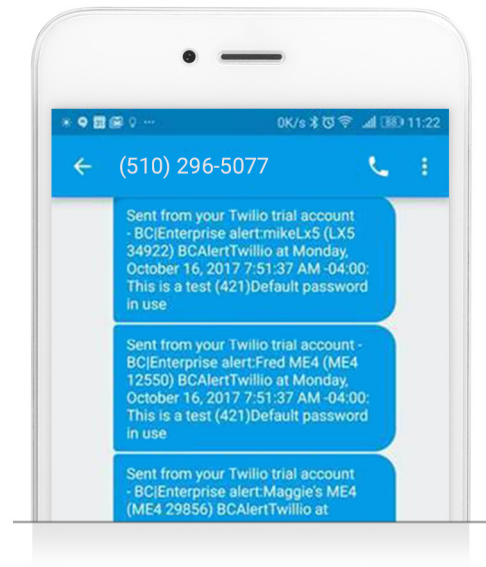 0K/s 11:22
(510) 296-5077
Sent from your Twilio trial account
- BC|Enterprise alert:mikeLx5 (LX5
34922) BCAlertTwillio at Monday,
October 16, 2017 7:51:37 AM -04:00:
This is a test (421)Default password
in use
Sent from your Twilio trial account -
BC|Enterprise alert:Fred ME4 (ME4
12550) BCAlertTwillio at Monday,
October 16, 2017 7:51:37 AM -04:00:
This is a test (421)Default password
in use
Sent from your Twilio trial account
- BC|Enterprise alert:Maggie's ME4
(ME4 29856) BCAlertTwillio at